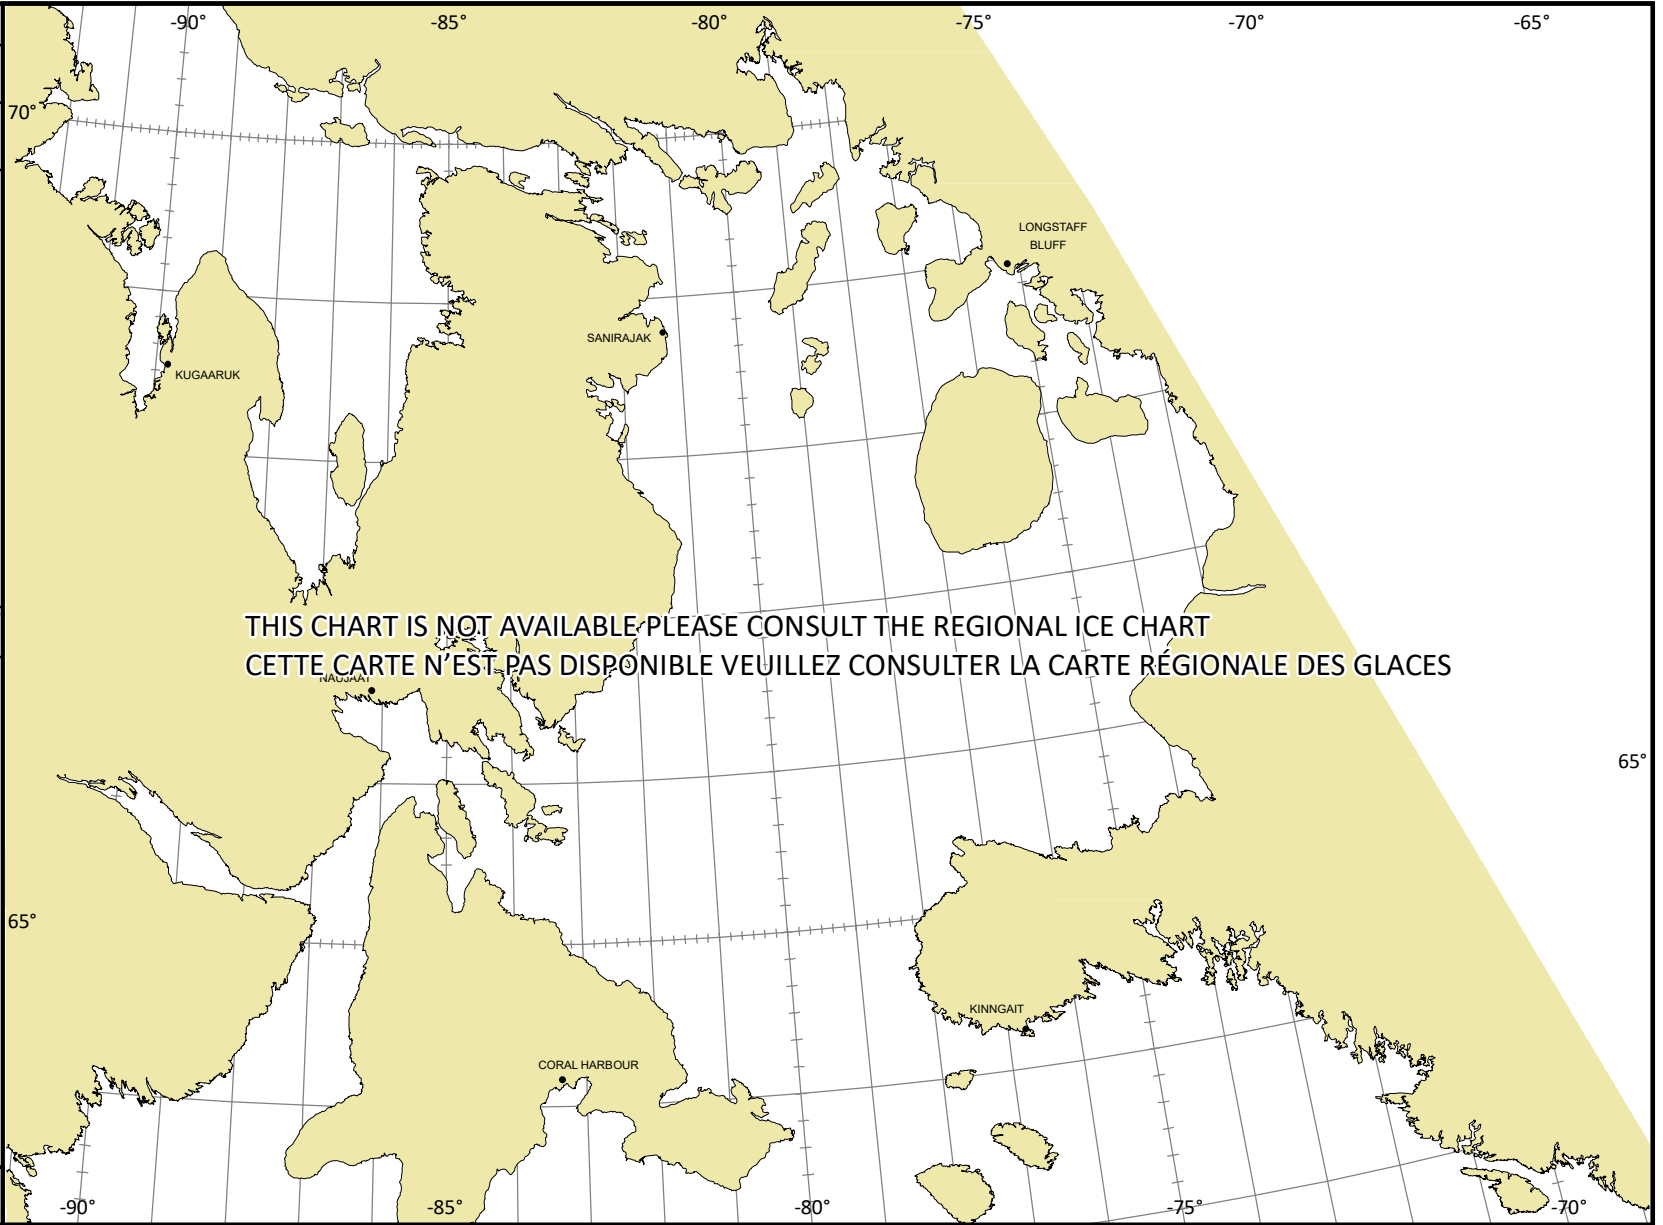 -90° -85° -80° -75° -70° -65°
70°
LONGSTAFF
BLUFF
SANIRAJAK
KUGAARUK
THIS CHART IS NOT AVAILABLE PLEASE CONSULT THE REGIONAL ICE CHART
CETTE CARTE N'EST PAS DISPONIBLE VEUILLEZ CONSULTER LA CARTE RÉGIONALE DES GLACES
NAUJAAT
65°
65°
KINNGAIT
CORAL HARBOUR
-90° -85° -80° -75° -70°